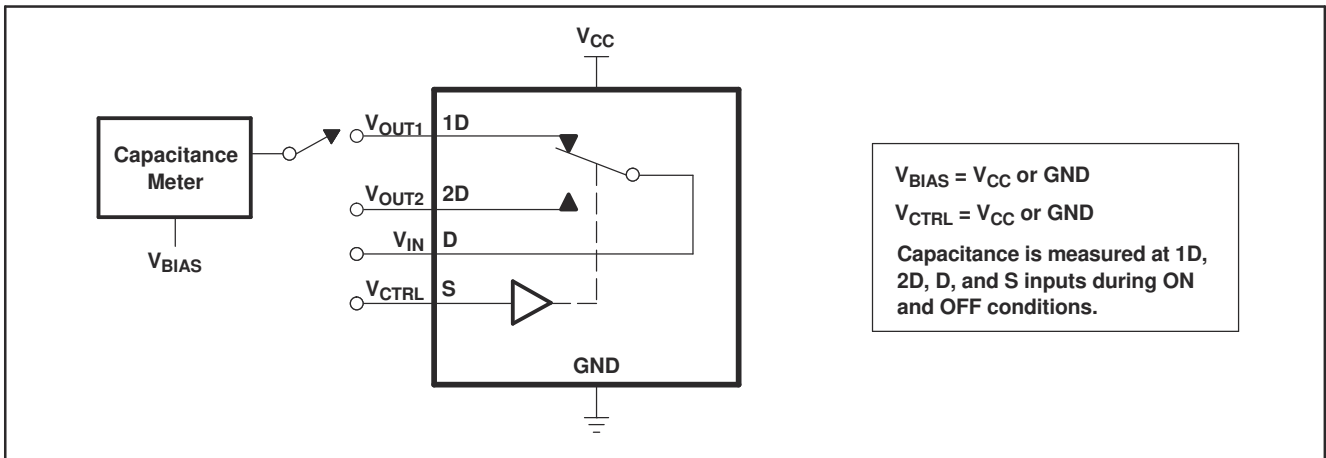 VCC
Capacitance
Meter
VBIAS
VOUT1 1D
VOUT2 2D
VIN D
VCTRL S
GND
VBIAS = VCC or GND
VCTRL = VCC or GND
Capacitance is measured at 1D,
2D, D, and S inputs during ON
and OFF conditions.